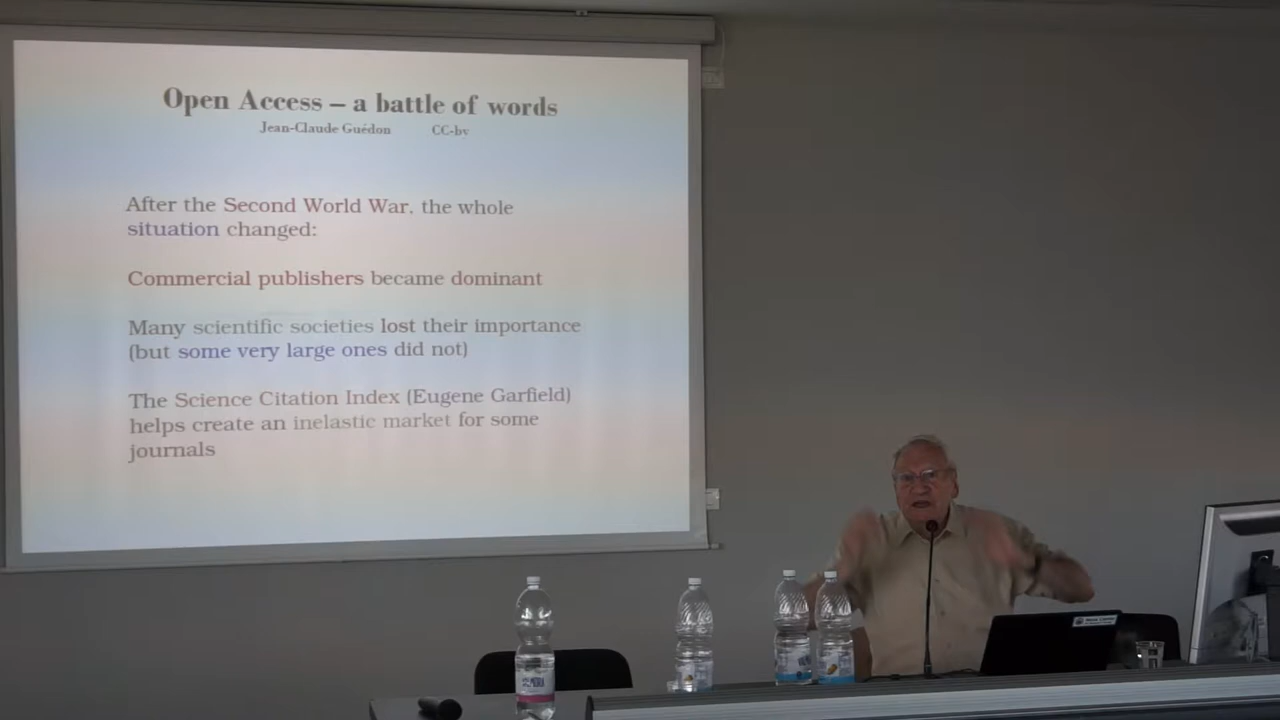 Open Access – a battle of words
Jean-Claude Guédon CC-by
After the Second World War, the whole
situation changed:
Commercial publishers became dominant
Many scientific societies lost their importance
(but some very large ones did not)
The Science Citation Index (Eugene Garfield)
helps create an inelastic market for some
journals